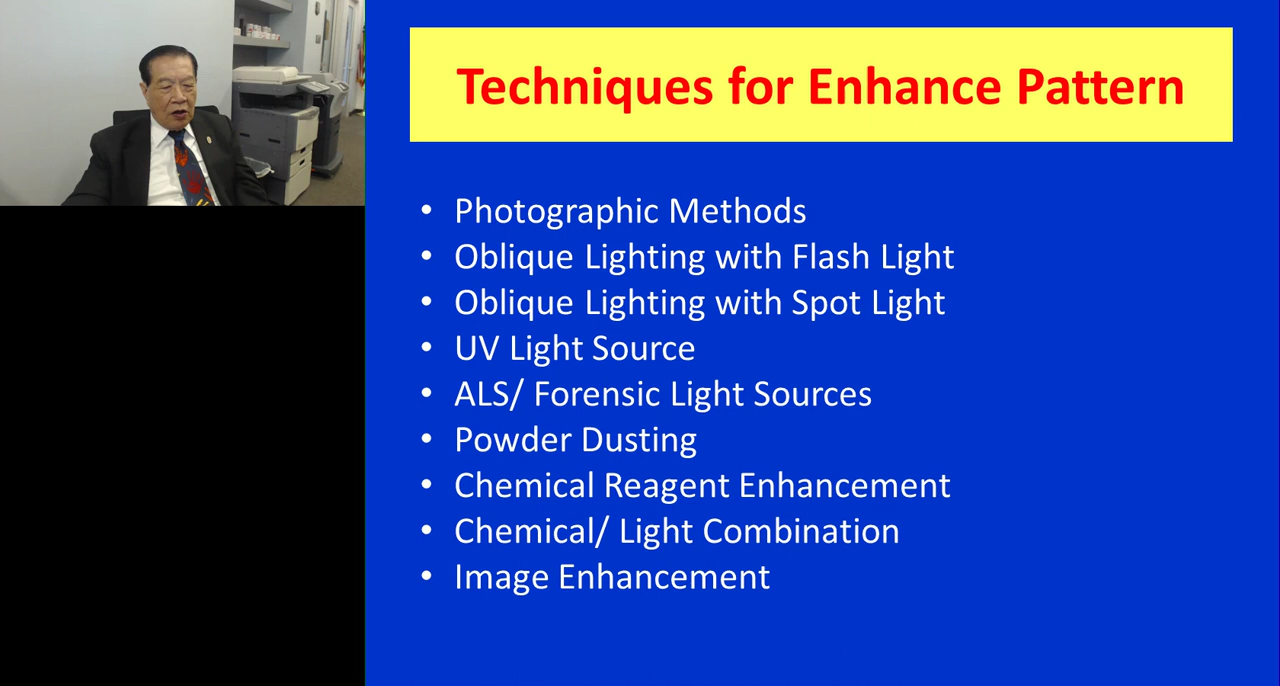 Techniques for Enhance Pattern
• Photographic Methods
• Oblique Lighting with Flash Light
• Oblique Lighting with Spot Light
• UV Light Source
• ALS/ Forensic Light Sources
• Powder Dusting
• Chemical Reagent Enhancement
• Chemical/ Light Combination
• Image Enhancement